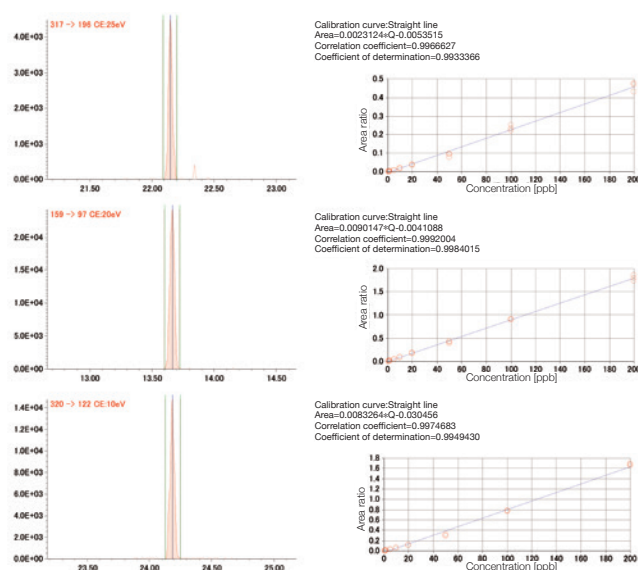 317 -> 196 CE:25eV
4.0E+03
3.0E+03
2.0E+03
1.0E+03
0.0E+00
21.50 22.00 22.50 23.00
Calibration curve:Straight line
Area=0.0023124*Q-0.0053515
Correlation coefficient=0.9966627
Coefficient of determination=0.9933366
Area ratio
0.5
0.4
0.3
0.2
0.1
0.0
0 20 40 60 80 100 120 140 160 180 200
Concentration [ppb]
159 -> 97 CE:20eV
2.0E+04
1.5E+04
1.0E+04
5.0E+03
0.0E+00
13.00 13.50 14.00 14.50
Calibration curve:Straight line
Area=0.0090147*Q-0.0041088
Correlation coefficient=0.9992004
Coefficient of determination=0.9984015
Area ratio
2.0
1.5
1.0
0.5
0.0
0 20 40 60 80 100 120 140 160 180 200
Concentration [ppb]
320 -> 122 CE:10eV
1.4E+04
1.2E+04
1.0E+04
8.0E+03
6.0E+03
4.0E+03
2.0E+03
0.0E+00
23.50 24.00 24.50 25.00
Calibration curve:Straight line
Area=0.0083264*Q-0.030456
Correlation coefficient=0.9974683
Coefficient of determination=0.9949430
Area ratio
1.8
1.6
1.4
1.2
1.0
0.8
0.6
0.4
0.2
0.0
0 20 40 60 80 100 120 140 160 180 200
Concentration [ppb]